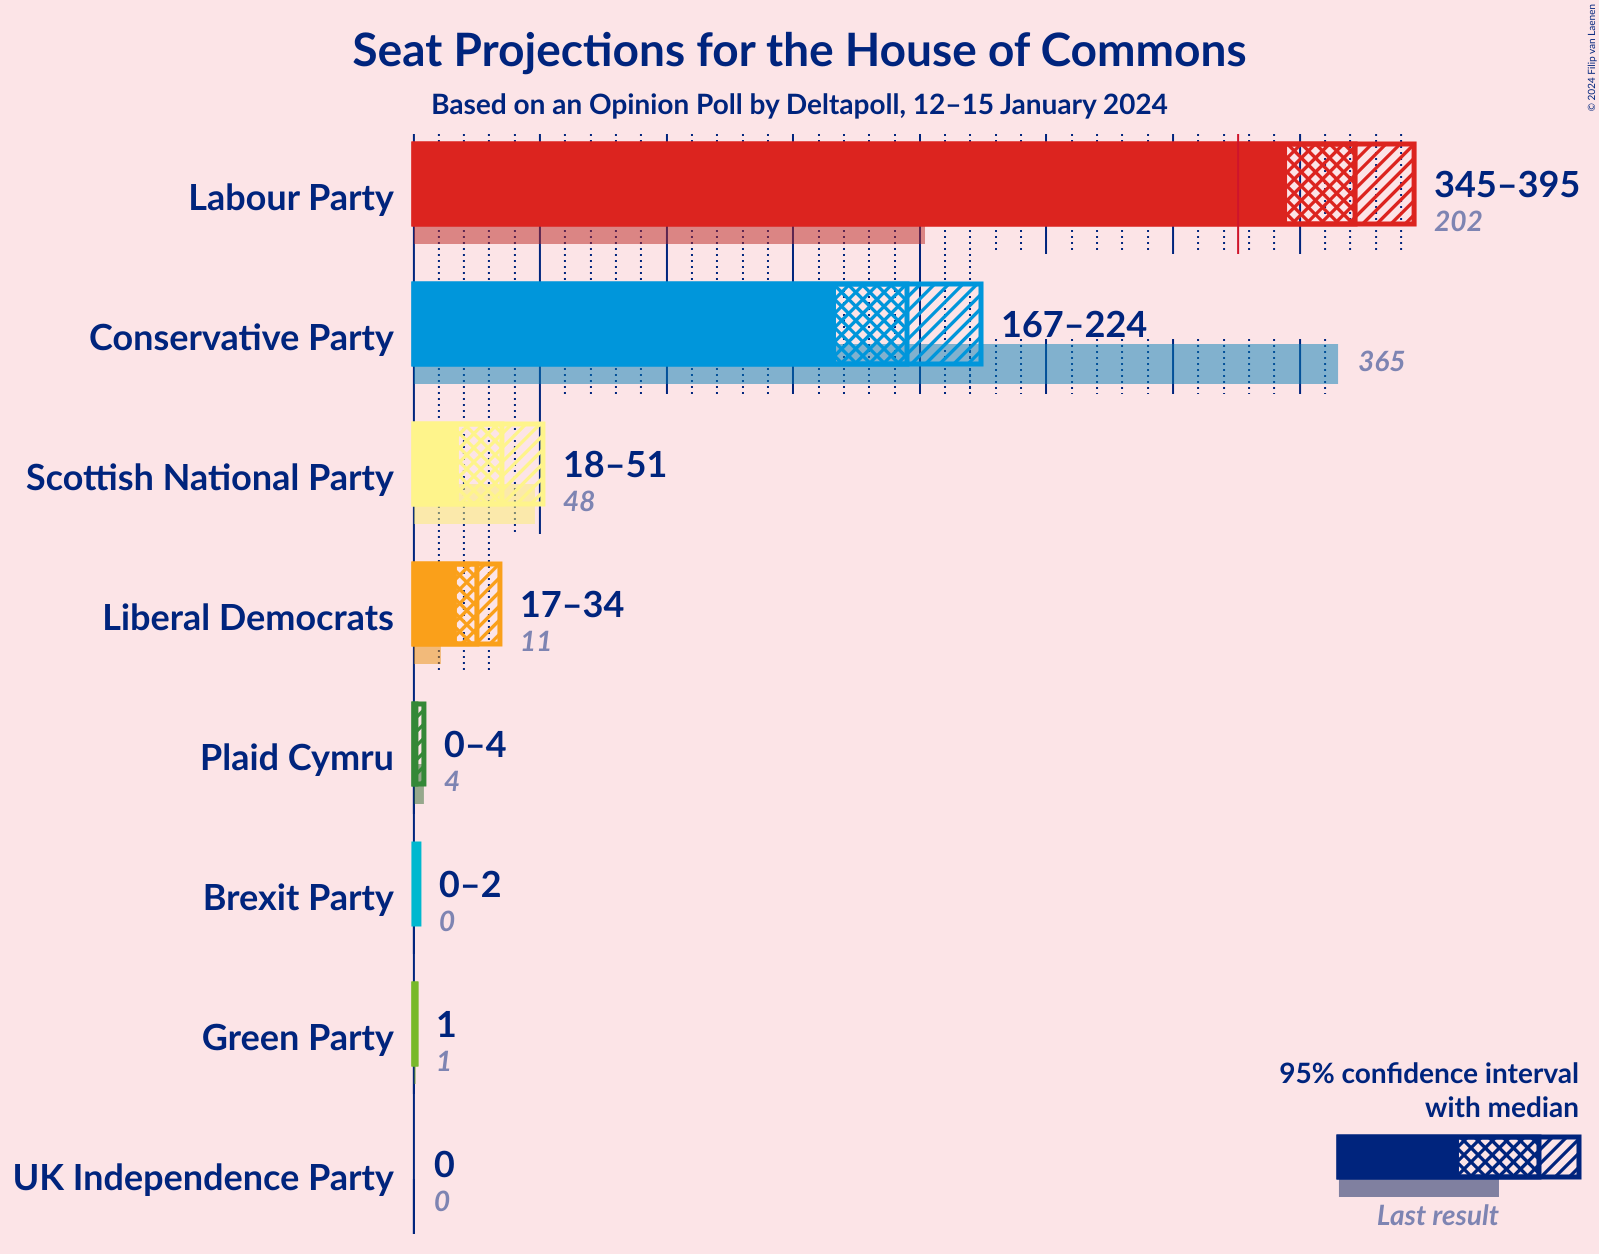 Seat Projections for the House of Commons
Based on an Opinion Poll by Deltapoll, 12–15 January 2024
© 2024 Filip van Laenen
Labour Party
345–395
202
Conservative Party
167–224
365
Scottish National Party
18–51
48
Liberal Democrats
17–34
11
Plaid Cymru
0–4
4
Brexit Party
0–2
0
Green Party
1
1
UK Independence Party
0
0
95% confidence interval
with median
Last result